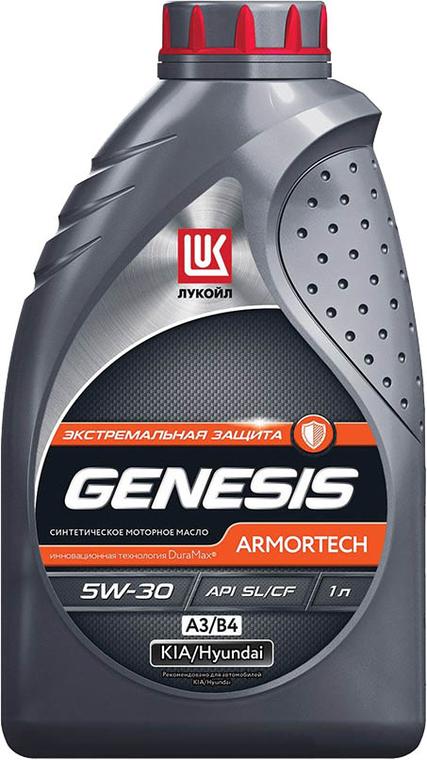 LUK
ЛУКОЙЛ
ЭКСТРЕМАЛЬНАЯ ЗАЩИТА
GENESIS
СИНТЕТИЧЕСКОЕ МОТОРНОЕ МАСЛО
ARMORTECH
инновационная технология DuraMax®
5W-30 API SL/CF 1л
A3/B4
KIA/Hyundai
Рекомендовано для автомобилей
KIA/Hyundai